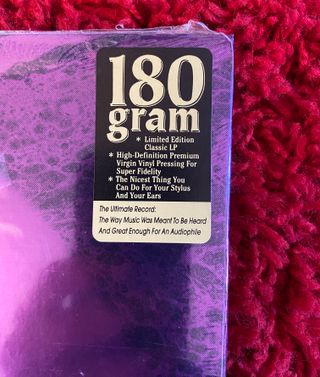 180
gram
* Limited Edition
Classic LP
* High-Definition Premium
Virgin Vinyl Pressing For
Super Fidelity
* The Nicest Thing You
Can Do For Your Stylus
And Your Ears
The Ultimate Record:
The Way Music Was Meant To Be Heard
And Great Enough For An Audiophile